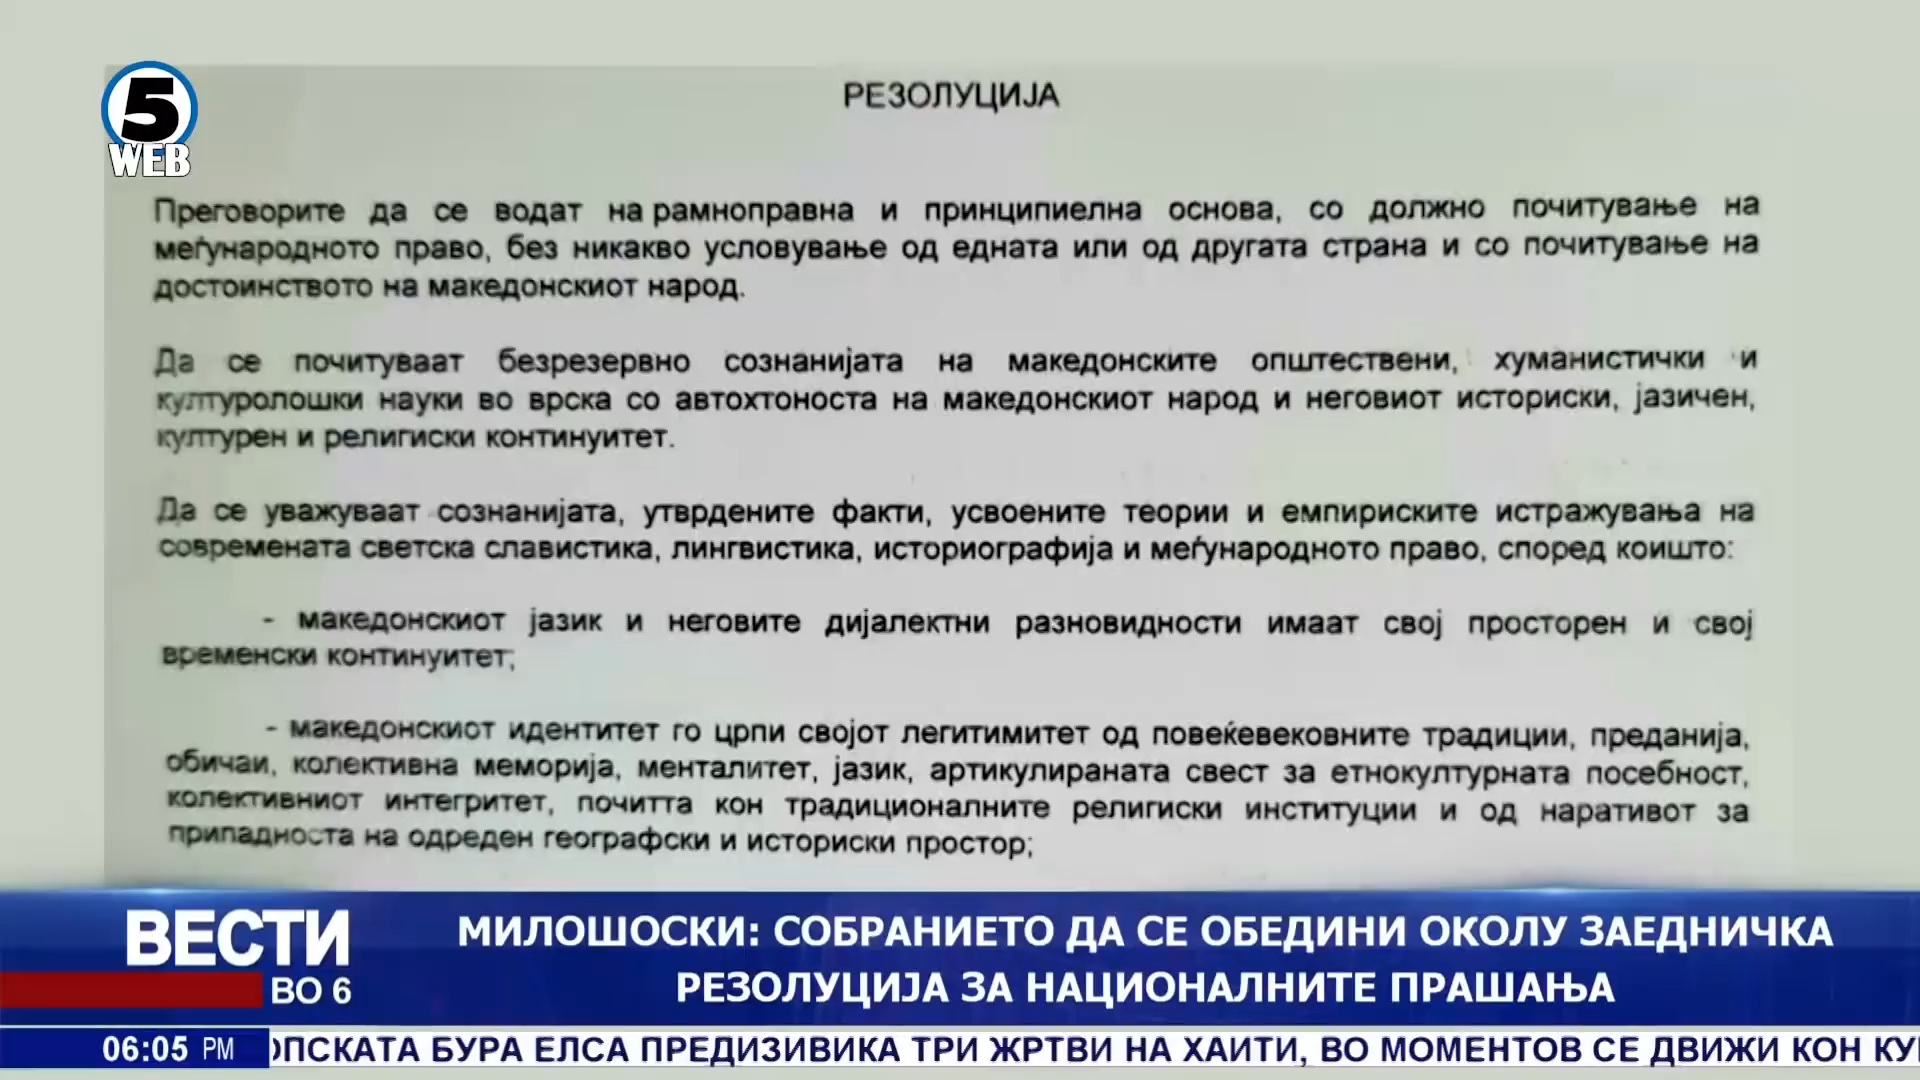 5
WEB
РЕЗОЛУЦИЈА
Преговорите да се водат на рамноправна и принципиелна основа, со должно почитување на
меѓународното право, без никакво условување од едната или од другата страна и со почитување на
достоинството на македонскиот народ.
Да се почитуваат безрезервно сознанијата на македонските општествени, хуманистички и
културолошки науки во врска со автохтоноста на македонскиот народ и неговиот историски, јазичен,
културен и религиски континуитет.
Да се уважуваат сознанијата, утврдените факти, усвоените теории и емпириските истражувања на
современата светска славистика, лингвистика, историографија и меѓународното право, според коишто:
- македонскиот јазик и неговите дијалектни разновидности имаат свој просторен и свој
временски континуитет;
- македонскиот идентитет го црпи својот легитимитет од повеќевековните традиции, преданија,
обичаи, колективна меморија, менталитет, јазик, артикулираната свест за етнокултурната посебност,
колективниот интегритет, почитта кон традиционалните религиски институции и од наративот за
припадноста на одреден географски и историски простор;
ВЕСТИ
ВО 6
МИЛОШОСКИ: СОБРАНИЕТО ДА СЕ ОБЕДИНИ ОКОЛУ ЗАЕДНИЧКА
РЕЗОЛУЦИЈА ЗА НАЦИОНАЛНИТЕ ПРАШАЊА
06:05 PM
ОПСКАТА БУРА ЕЛСА ПРЕДИЗИВИКА ТРИ ЖРТВИ НА ХАИТИ, ВО МОМЕНТОВ СЕ ДВИЖИ КОН КУ